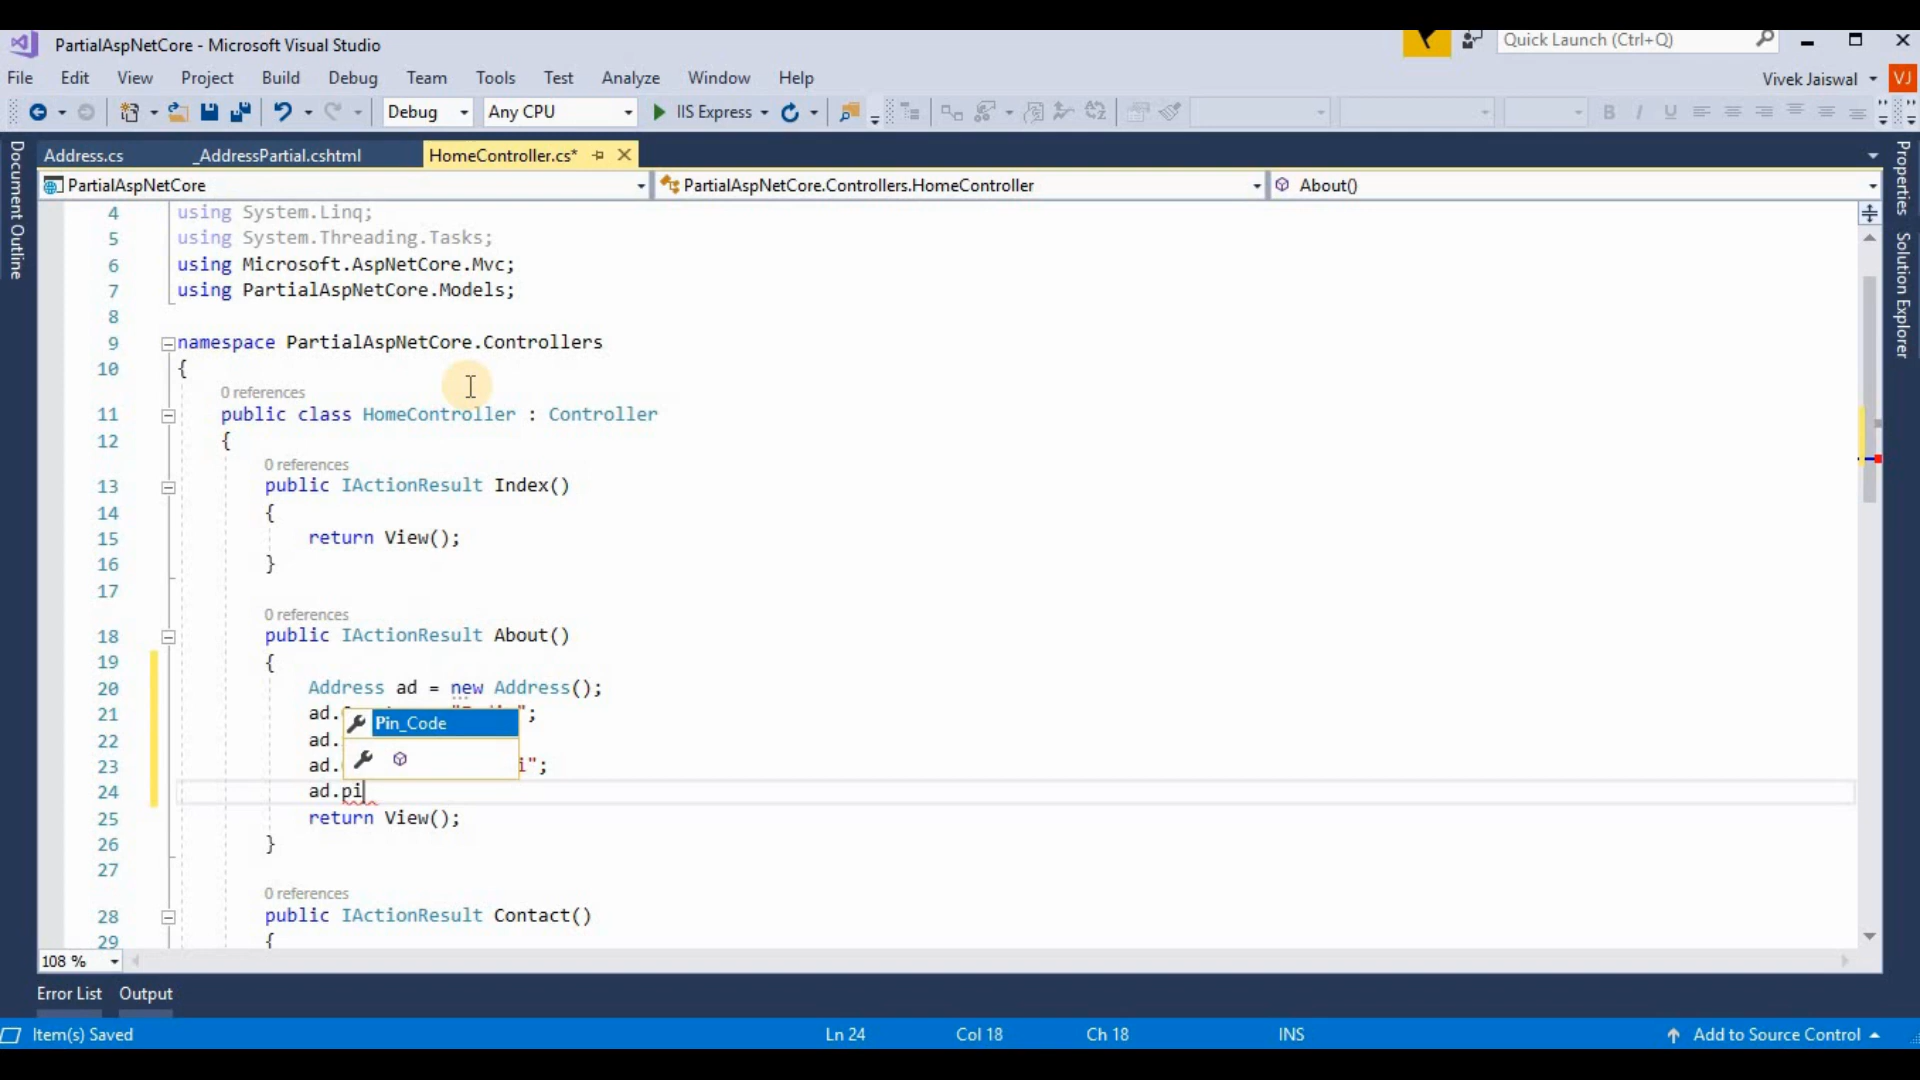 PartialAspNetCore - Microsoft Visual Studio
Quick Launch (Ctrl+Q)
File Edit View Project Build Debug Team Tools Test Analyze Window Help
Vivek Jaiswal VJ
Debug Any CPU IIS Express B I U
Address.cs _AddressPartial.cshtml HomeController.cs*
PartialAspNetCore PartialAspNetCore.Controllers.HomeController About()
Document Outline
Properties
Solution Explorer
4 using System.Linq;
5 using System.Threading.Tasks;
6 using Microsoft.AspNetCore.Mvc;
7 using PartialAspNetCore.Models;
8
9 namespace PartialAspNetCore.Controllers
10 {
0 references
11 public class HomeController : Controller
12 {
0 references
13 public IActionResult Index()
14 {
15 return View();
16 }
17
0 references
18 public IActionResult About()
19 {
20 Address ad = new Address();
21 ad. ";
Pin_Code
22 ad.
23 ad. i";
24 ad.pi
25 return View();
26 }
27
0 references
28 public IActionResult Contact()
29 {
108 %
Error List Output
Item(s) Saved Ln 24 Col 18 Ch 18 INS Add to Source Control